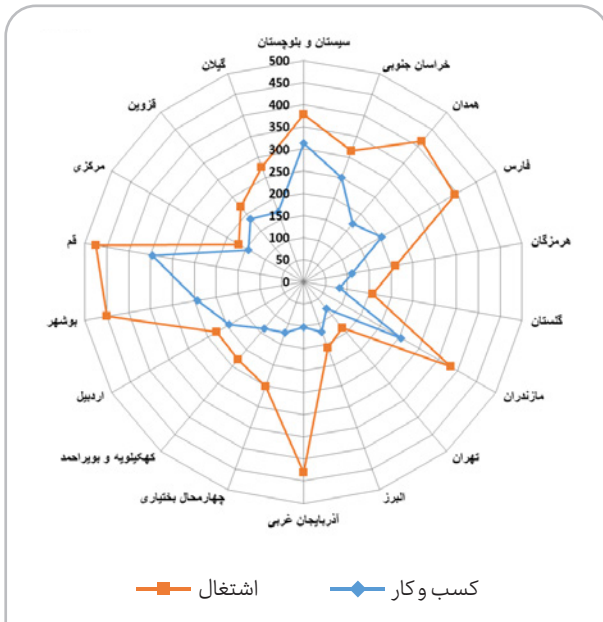 سیستان و بلوچستان
خراسان جنوبی
همدان
فارس
هرمزگان
گلستان
مازندران
تهران
البرز
آذربایجان غربی
چهارمحال بختیاری
کهکیلویه و بویراحمد
اردبیل
بوشهر
قم
مرکزی
قزوین
گیلان
500
450
400
350
300
250
200
150
100
50
0
کسب و کار
اشتغال